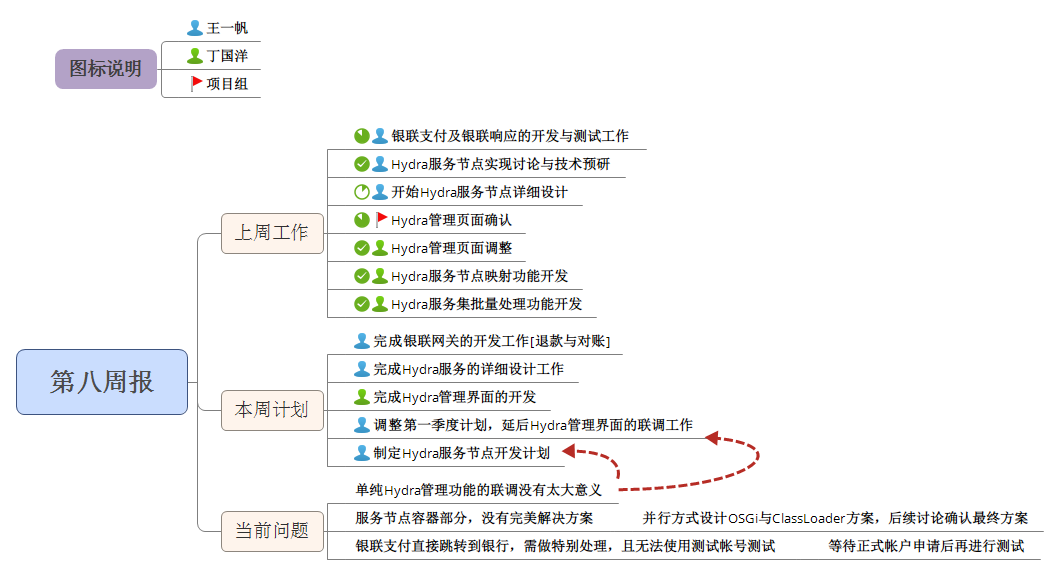 图标说明
王一帆
丁国洋
项目组
第八周报
上周工作
银联支付及银联响应的开发与测试工作
Hydra服务节点实现讨论与技术预研
开始Hydra服务节点详细设计
Hydra管理页面确认
Hydra管理页面调整
Hydra服务节点映射功能开发
Hydra服务集批量处理功能开发
本周计划
完成银联网关的开发工作[退款与对账]
完成Hydra服务的详细设计工作
完成Hydra管理界面的开发
调整第一季度计划，延后Hydra管理界面的联调工作
制定Hydra服务节点开发计划
当前问题
单纯Hydra管理功能的联调没有太大意义
服务节点容器部分，没有完美解决方案
并行方式设计OSGi与ClassLoader方案，后续讨论确认最终方案
银联支付直接跳转到银行，需做特别处理，且无法使用测试帐号测试
等待正式帐户申请后再进行测试